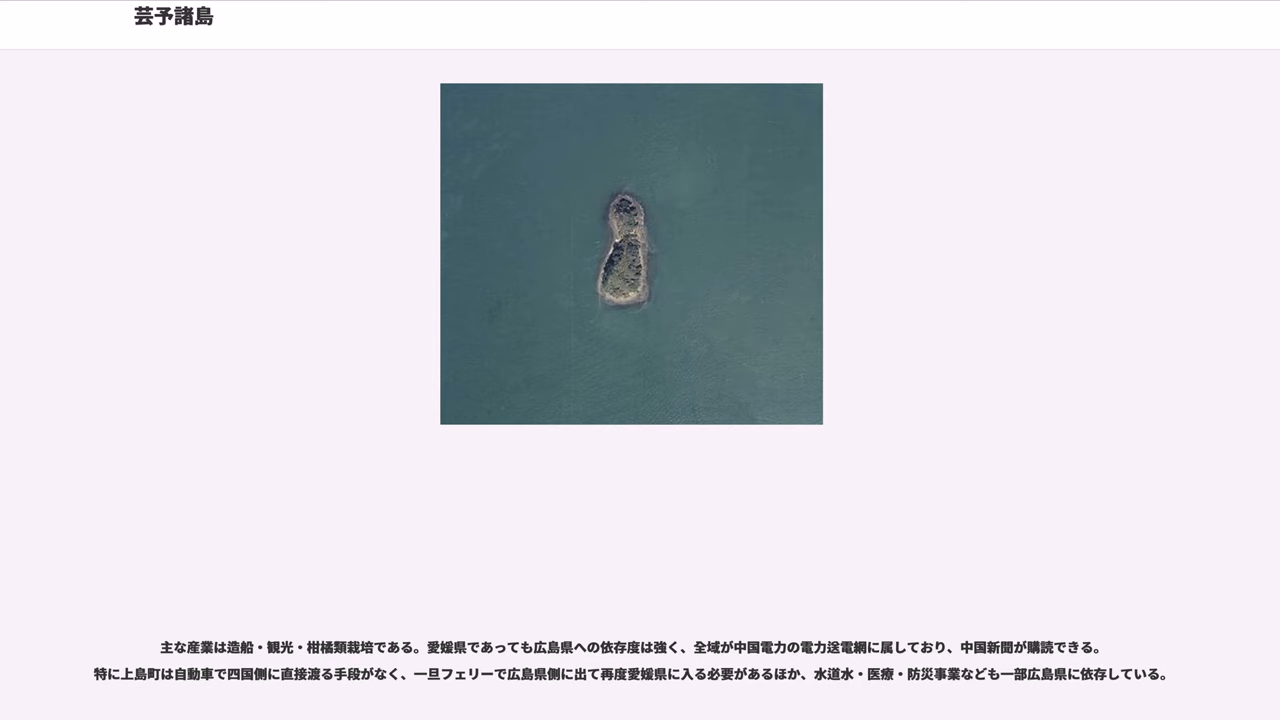 芸予諸島
主な産業は造船・観光・柑橘類栽培である。愛媛県であっても広島県への依存度は強く、全域が中国電力の電力送電網に属しており、中国新聞が購読できる。
特に上島町は自動車で四国側に直接渡る手段がなく、一旦フェリーで広島県側に出て再度愛媛県に入る必要があるほか、水道水・医療・防災事業なども一部広島県に依存している。